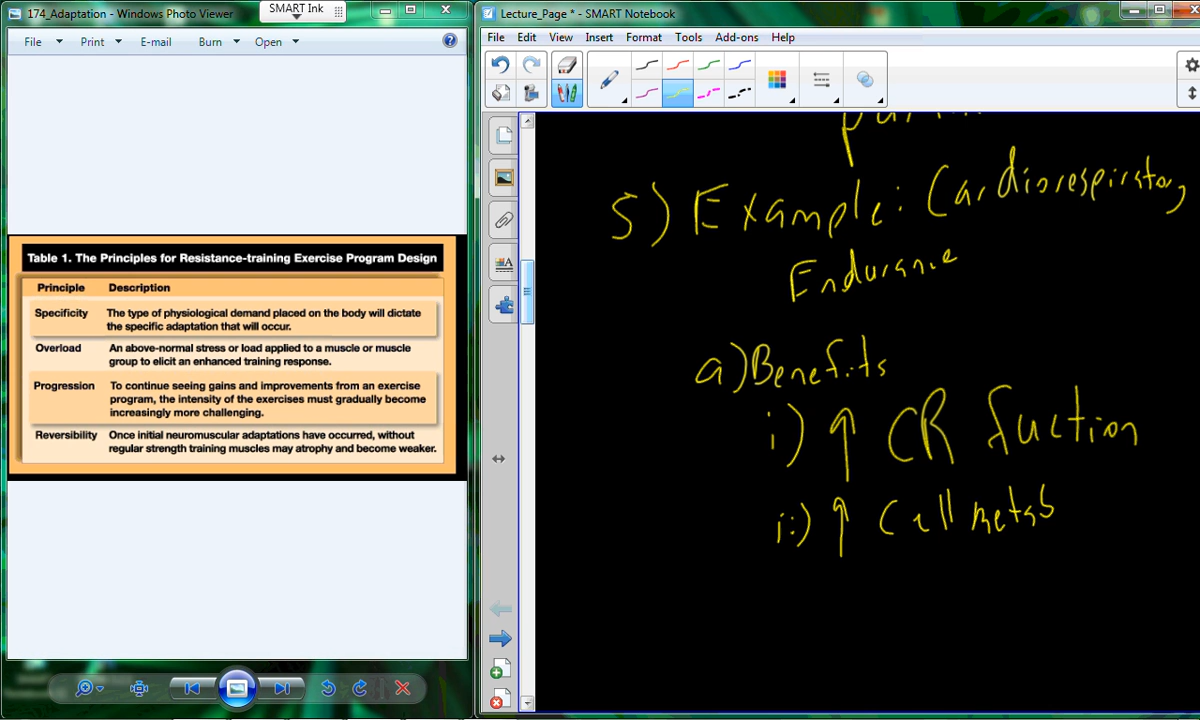 174_Adaptation - Windows Photo Viewer
SMART Ink
File Print E-mail Burn Open
Table 1. The Principles for Resistance-training Exercise Program Design
Principle Description
Specificity The type of physiological demand placed on the body will dictate
the specific adaptation that will occur.
Overload An above-normal stress or load applied to a muscle or muscle
group to elicit an enhanced training response.
Progression To continue seeing gains and improvements from an exercise
program, the intensity of the exercises must gradually become
increasingly more challenging.
Reversibility Once initial neuromuscular adaptations have occurred, without
regular strength training muscles may atrophy and become weaker.
Lecture_Page * - SMART Notebook
File Edit View Insert Format Tools Add-ons Help
5) Example: Cardiorespiratory
Endurance
a) Benefits
i) ↑ CR fuction
ii) ↑ Cell metab